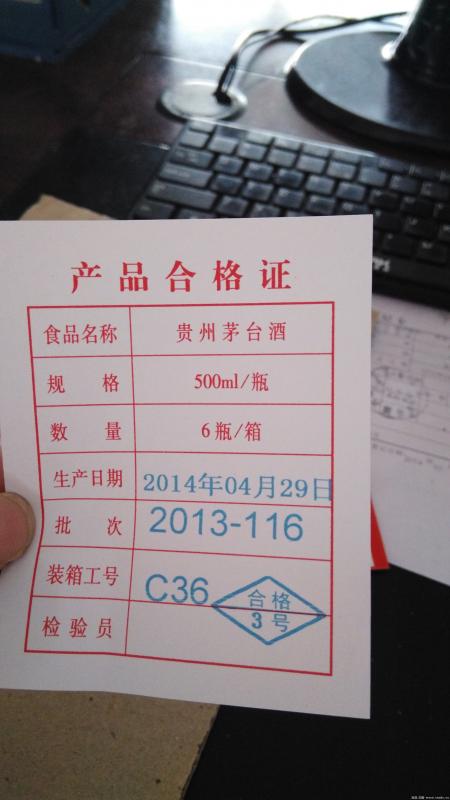 产品合格证
食品名称 贵州茅台酒
规格 500ml/瓶
数量 6瓶/箱
生产日期 2014年04月29日
批次 2013-116
装箱工号 C36
合格
3号
检验员